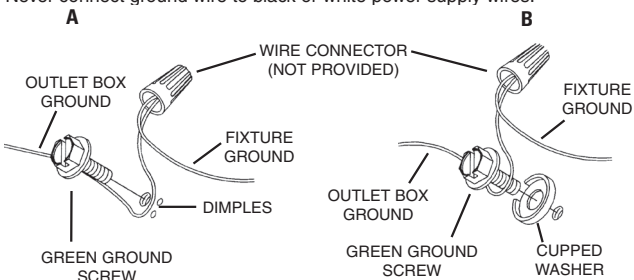 Never connect ground wire to black or white power supply wires.
A
B
WIRE CONNECTOR
(NOT PROVIDED)
OUTLET BOX
GROUND
FIXTURE
GROUND
DIMPLES
GREEN GROUND
SCREW
FIXTURE
GROUND
OUTLET BOX
GROUND
GREEN GROUND
SCREW
CUPPED
WASHER